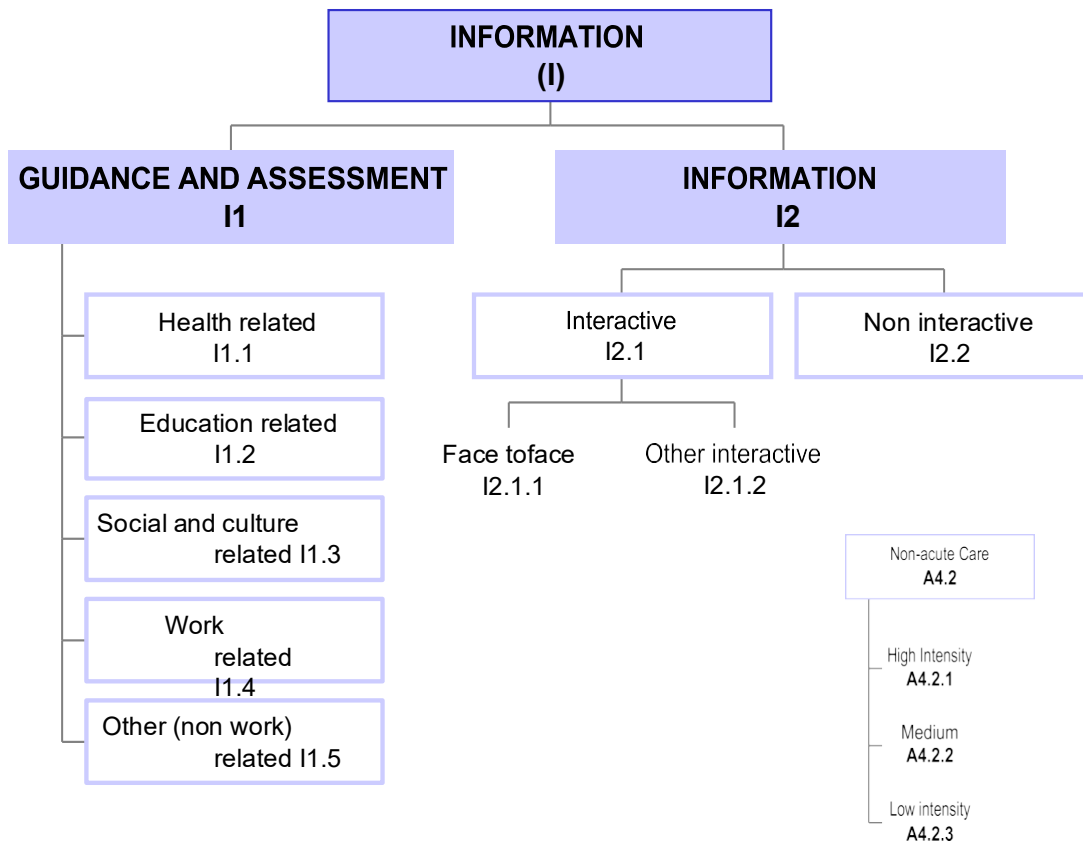 INFORMATION
(I)
GUIDANCE AND ASSESSMENT
I1
INFORMATION
I2
Health related
I1.1
Education related
I1.2
Social and culture
related I1.3
Work
related
I1.4
Other (non work)
related I1.5
Interactive
I2.1
Non interactive
I2.2
Face toface
I2.1.1
Other interactive
I2.1.2
Non-acute Care
A4.2
High Intensity
A4.2.1
Medium
A4.2.2
Low intensity
A4.2.3